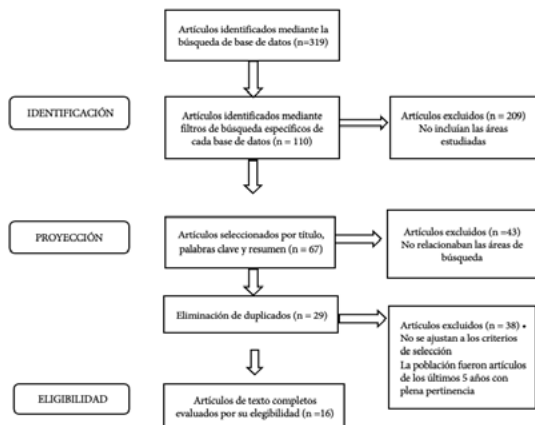 Artículos identificados mediante la
búsqueda de base de datos (n=319)
IDENTIFICACIÓN
Artículos identificados mediante
filtros de búsqueda específicos de
cada base de datos (n = 110)
Artículos excluidos (n = 209)
No incluían las áreas
estudiadas
PROYECCIÓN
Artículos seleccionados por título,
palabras clave y resumen (n = 67)
Artículos excluidos (n =43)
No relacionaban las áreas de
búsqueda
Eliminación de duplicados (n = 29)
Artículos excluidos (n = 38) •
No se ajustan a los criterios
de selección
La población fueron artículos
de los últimos 5 años con
plena pertinencia
ELIGIBILIDAD
Artículos de texto completos
evaluados por su elegibilidad (n =16)